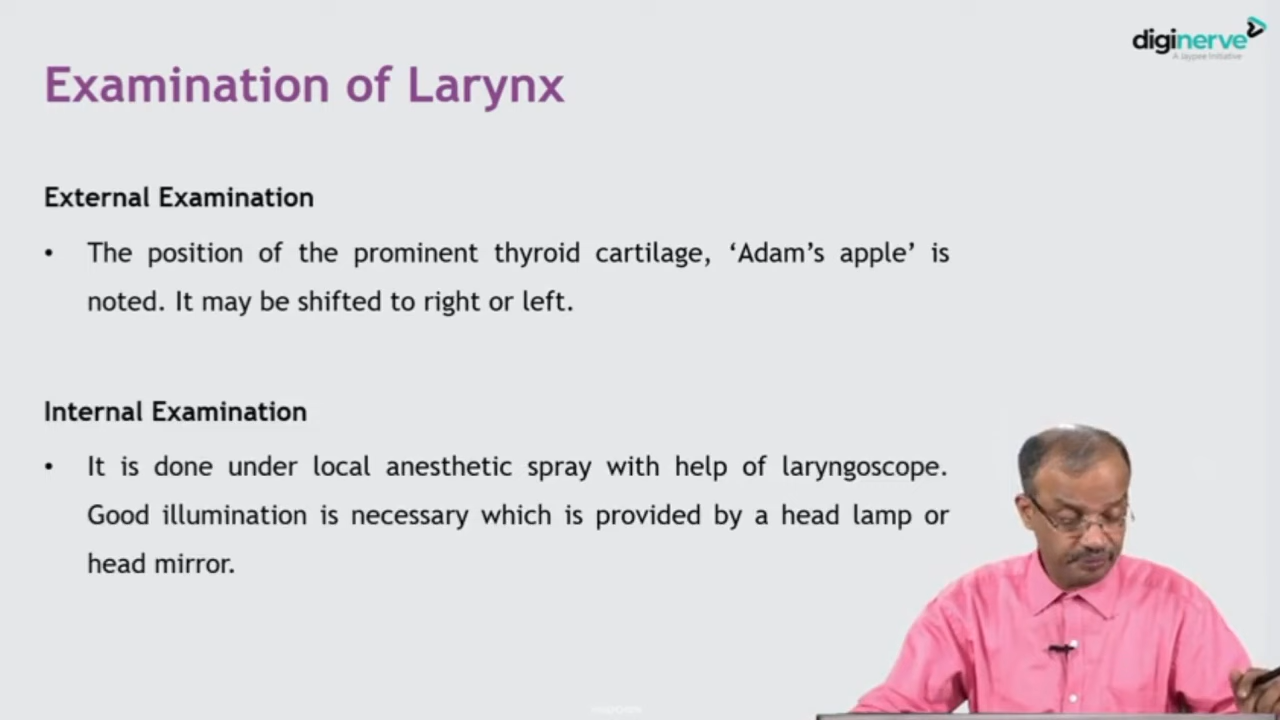 diginerve
A Jaypee Initiative
Examination of Larynx
External Examination
• The position of the prominent thyroid cartilage, ‘Adam’s apple’ is
noted. It may be shifted to right or left.
Internal Examination
• It is done under local anesthetic spray with help of laryngoscope.
Good illumination is necessary which is provided by a head lamp or
head mirror.